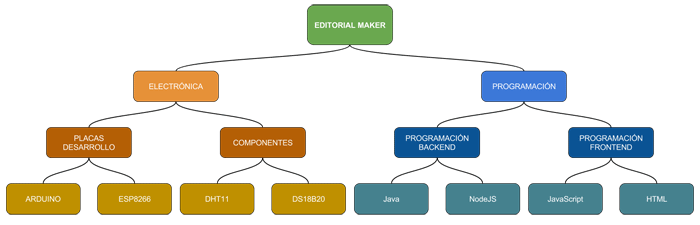 EDITORIAL MAKER
ELECTRÓNICA
PROGRAMACIÓN
PLACAS
DESARROLLO
COMPONENTES
PROGRAMACIÓN
BACKEND
PROGRAMACIÓN
FRONTEND
ARDUINO
ESP8266
DHT11
DS18B20
Java
NodeJS
JavaScript
HTML